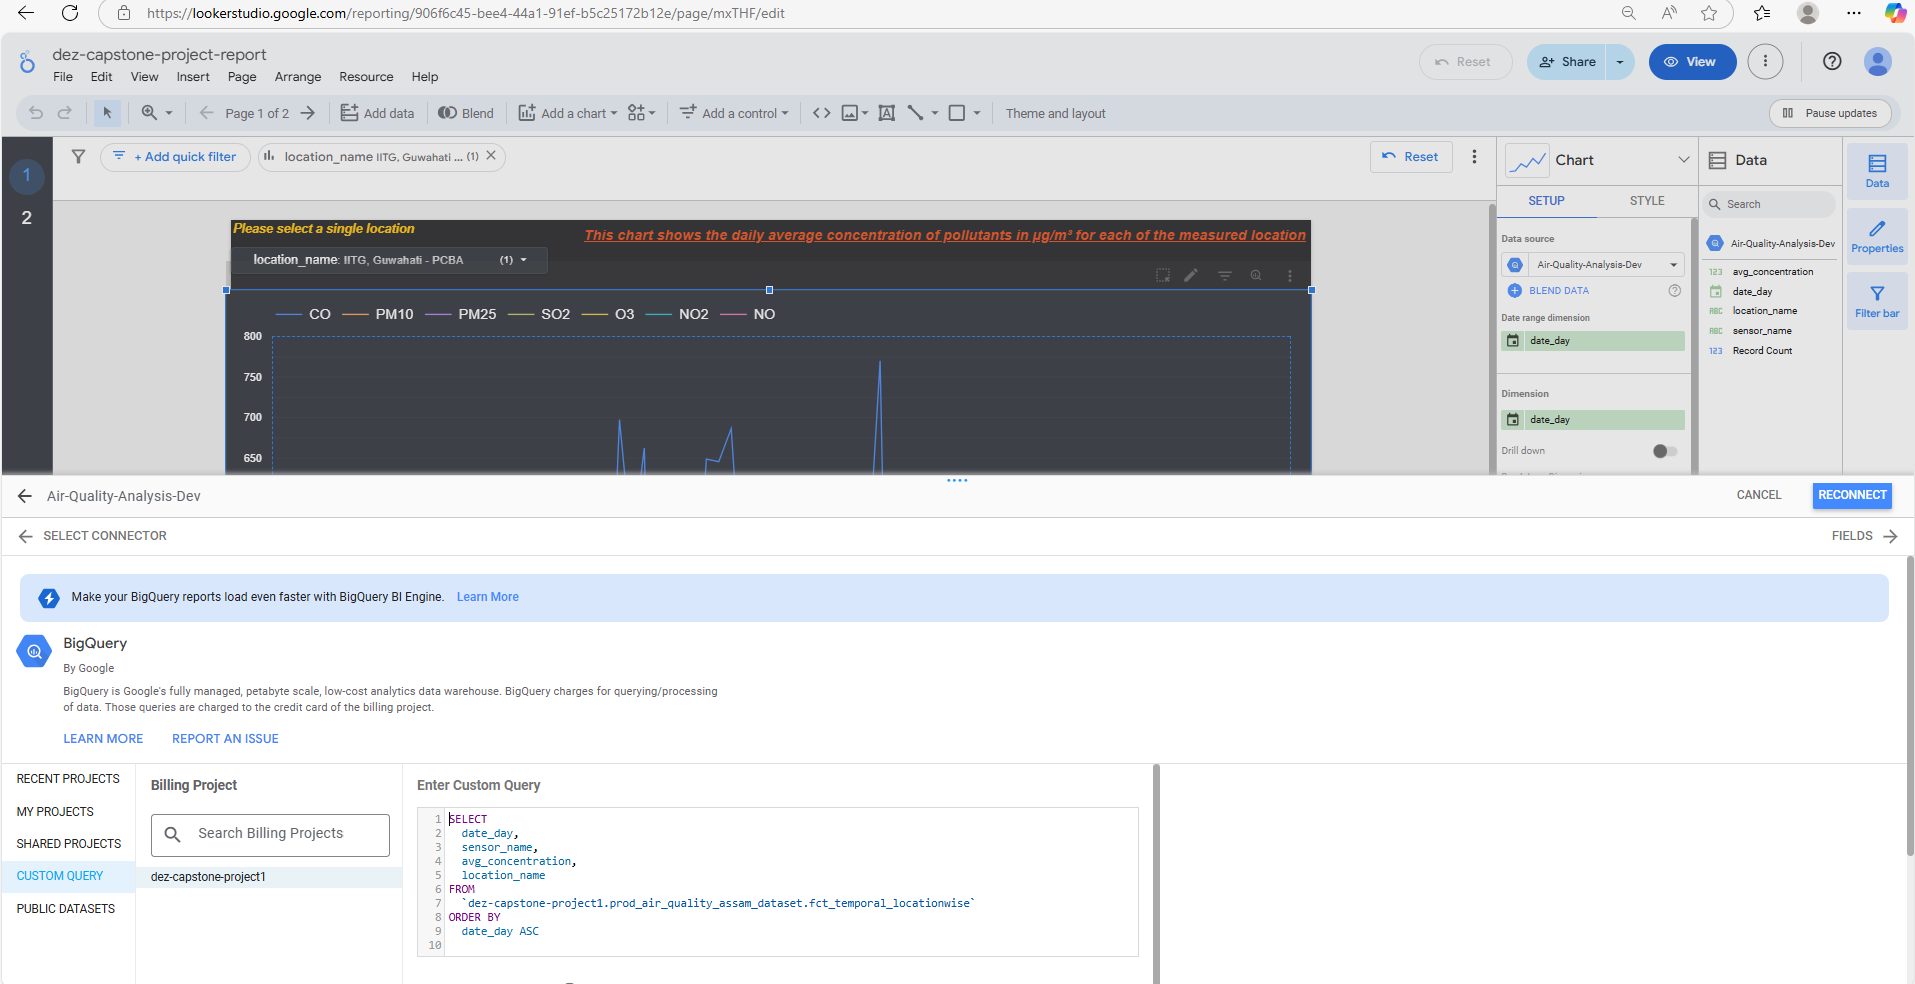 https://lookerstudio.google.com/reporting/906f6c45-bee4-44a1-91ef-b5c25172b12e/page/mxTHF/edit
dez-capstone-project-report
File Edit View Insert Page Arrange Resource Help
Reset
Share
View
Page 1 of 2
Add data
Blend
Add a chart
Add a control
Theme and layout
Pause updates
1
2
+ Add quick filter
location_name IITG, Guwahati ... (1)
Reset
Please select a single location
This chart shows the daily average concentration of pollutants in µg/m³ for each of the measured location
location_name: IITG, Guwahati - PCBA (1)
CO PM10 PM25 SO2 O3 NO2 NO
800
750
700
650
Chart
SETUP STYLE
Data source
Air-Quality-Analysis-Dev
BLEND DATA
Date range dimension
date_day
Dimension
date_day
Drill down
Data
Search
Air-Quality-Analysis-Dev
123 avg_concentration
date_day
ABC location_name
ABC sensor_name
123 Record Count
Data
Properties
Filter bar
Air-Quality-Analysis-Dev
CANCEL
RECONNECT
SELECT CONNECTOR
FIELDS
Make your BigQuery reports load even faster with BigQuery BI Engine. Learn More
BigQuery
By Google
BigQuery is Google's fully managed, petabyte scale, low-cost analytics data warehouse. BigQuery charges for querying/processing
of data. Those queries are charged to the credit card of the billing project.
LEARN MORE REPORT AN ISSUE
RECENT PROJECTS
MY PROJECTS
SHARED PROJECTS
CUSTOM QUERY
PUBLIC DATASETS
Billing Project
Search Billing Projects
dez-capstone-project1
Enter Custom Query
1 SELECT
2 date_day,
3 sensor_name,
4 avg_concentration,
5 location_name
6 FROM
7 `dez-capstone-project1.prod_air_quality_assam_dataset.fct_temporal_locationwise`
8 ORDER BY
9 date_day ASC
10